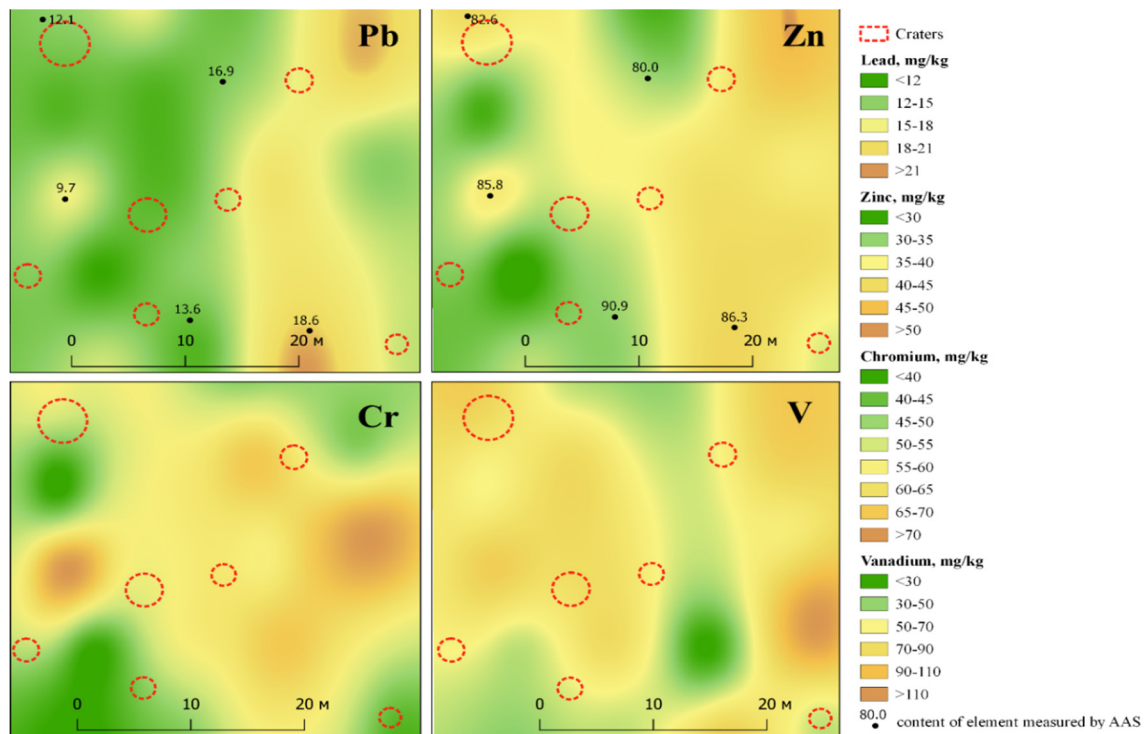 12.1
Pb
16.9
9.7
13.6
18.6
0 10 20 м
82.6
Zn
80.0
85.8
90.9
86.3
0 10 20 м
Cr
0 10 20 м
V
0 10 20 м
Craters
Lead, mg/kg
<12
12-15
15-18
18-21
>21
Zinc, mg/kg
<30
30-35
35-40
40-45
45-50
>50
Chromium, mg/kg
<40
40-45
45-50
50-55
55-60
60-65
65-70
>70
Vanadium, mg/kg
<30
30-50
50-70
70-90
90-110
>110
80.0 content of element measured by AAS